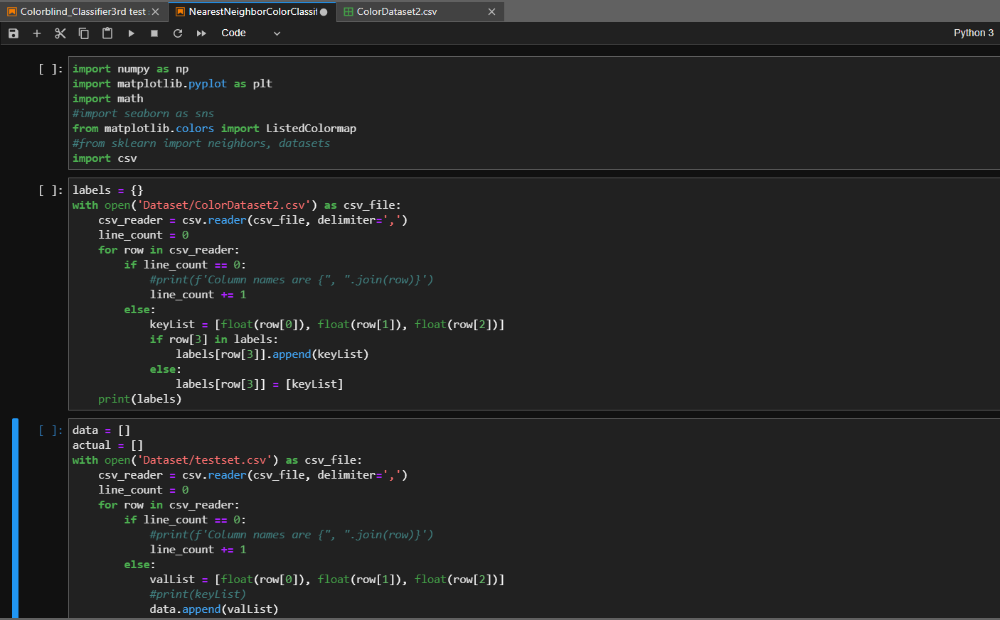 Colorblind_Classifier3rd test
NearestNeighborColorClassif
ColorDataset2.csv
Code
Python 3
[ ]:
import numpy as np
import matplotlib.pyplot as plt
import math
#import seaborn as sns
from matplotlib.colors import ListedColormap
#from sklearn import neighbors, datasets
import csv
[ ]:
labels = {}
with open('Dataset/ColorDataset2.csv') as csv_file:
    csv_reader = csv.reader(csv_file, delimiter=',')
    line_count = 0
    for row in csv_reader:
        if line_count == 0:
            #print(f'Column names are {", ".join(row)}')
            line_count += 1
        else:
            keyList = [float(row[0]), float(row[1]), float(row[2])]
            if row[3] in labels:
                labels[row[3]].append(keyList)
            else:
                labels[row[3]] = [keyList]
    print(labels)
[ ]:
data = []
actual = []
with open('Dataset/testset.csv') as csv_file:
    csv_reader = csv.reader(csv_file, delimiter=',')
    line_count = 0
    for row in csv_reader:
        if line_count == 0:
            #print(f'Column names are {", ".join(row)}')
            line_count += 1
        else:
            valList = [float(row[0]), float(row[1]), float(row[2])]
            #print(keyList)
            data.append(valList)